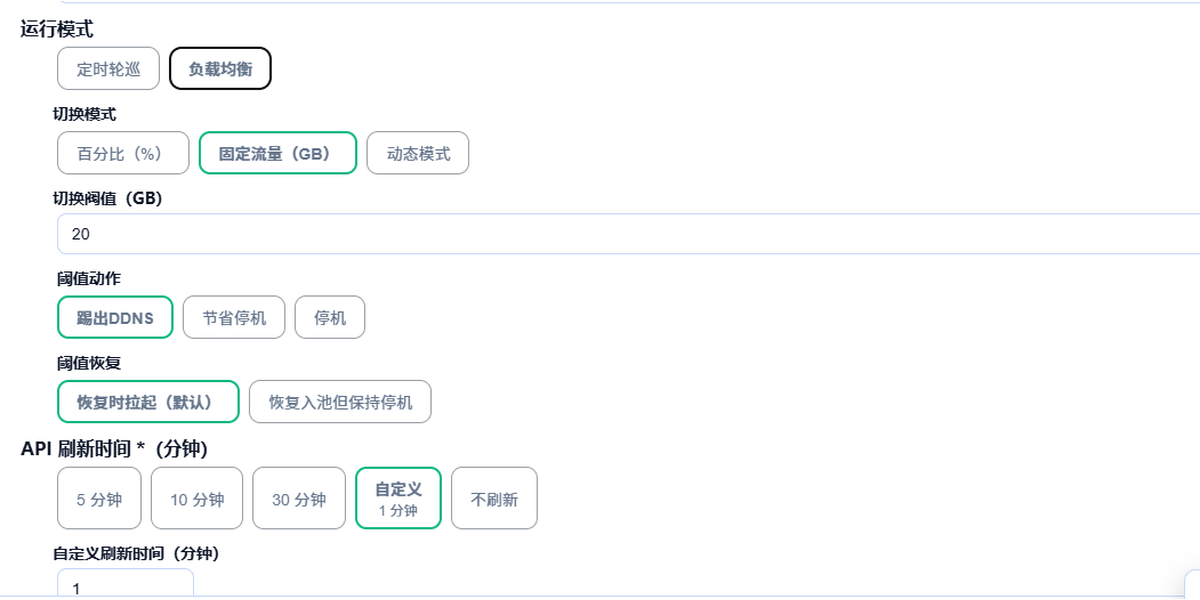 运行模式
定时轮巡 负载均衡
切换模式
百分比（%） 固定流量（GB） 动态模式
切换阀值（GB)
20
阈值动作
踢出DDNS 节省停机 停机
阈值恢复
恢复时拉起（默认） 恢复入池但保持停机
API 刷新时间 *（分钟)
5 分钟 10 分钟 30 分钟 自定义 不刷新
1 分钟
自定义刷新时间（分钟)
1